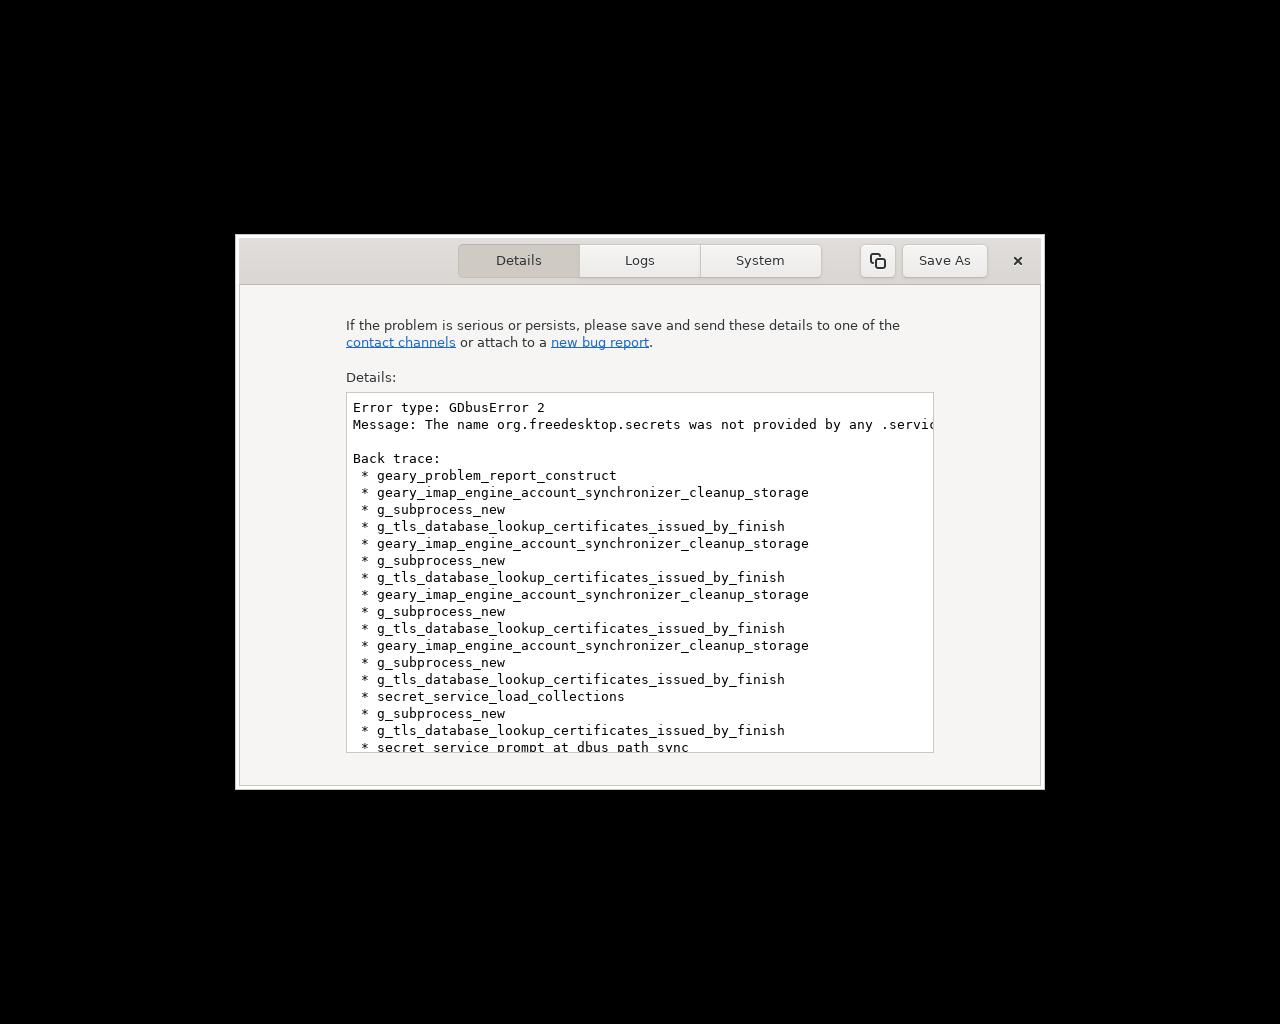 Details
Logs
System
Save As
If the problem is serious or persists, please save and send these details to one of the
contact channels or attach to a new bug report.
Details:
Error type: GDbusError 2
Message: The name org.freedesktop.secrets was not provided by any .servic
Back trace:
* geary_problem_report_construct
* geary_imap_engine_account_synchronizer_cleanup_storage
* g_subprocess_new
* g_tls_database_lookup_certificates_issued_by_finish
* geary_imap_engine_account_synchronizer_cleanup_storage
* g_subprocess_new
* g_tls_database_lookup_certificates_issued_by_finish
* geary_imap_engine_account_synchronizer_cleanup_storage
* g_subprocess_new
* g_tls_database_lookup_certificates_issued_by_finish
* geary_imap_engine_account_synchronizer_cleanup_storage
* g_subprocess_new
* g_tls_database_lookup_certificates_issued_by_finish
* secret_service_load_collections
* g_subprocess_new
* g_tls_database_lookup_certificates_issued_by_finish
* secret_service_prompt_at_dbus_path_sync